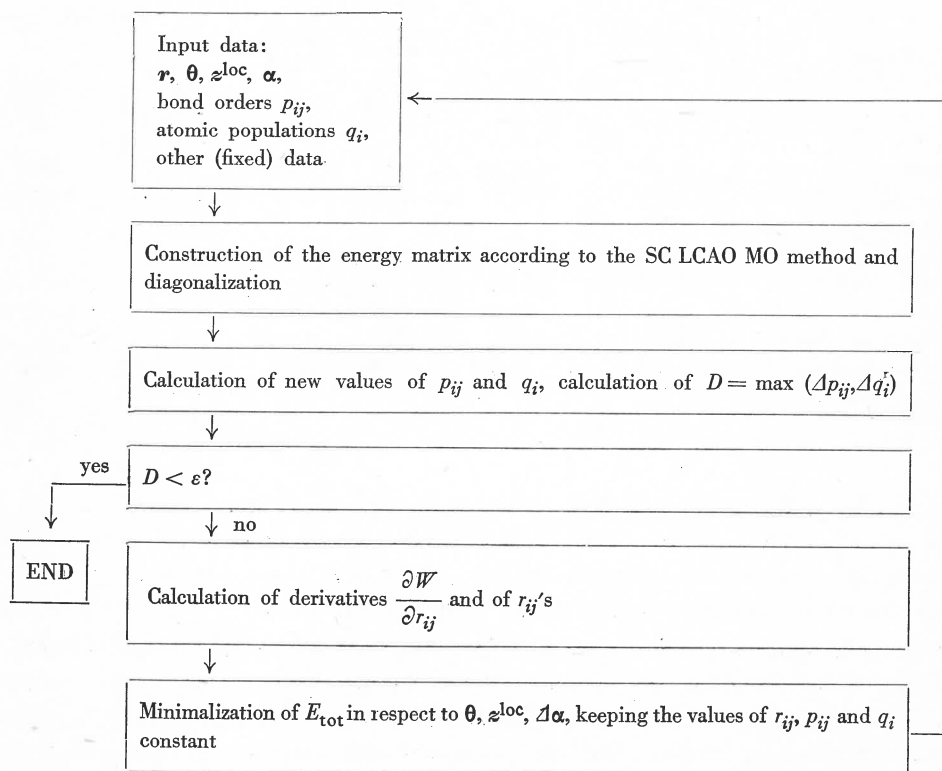 Input data:
r, θ, z^loc, α,
bond orders p_ij,
atomic populations q_i,
other (fixed) data
Construction of the energy matrix according to the SC LCAO MO method and
diagonalization
Calculation of new values of p_ij and q_i, calculation of D = max (Δp_ij, Δq_i)
yes
D < ε?
no
END
Calculation of derivatives ∂W/∂r_ij and of r_ij's
Minimalization of E_tot in respect to θ, z^loc, Δα, keeping the values of r_ij, p_ij and q_i
constant